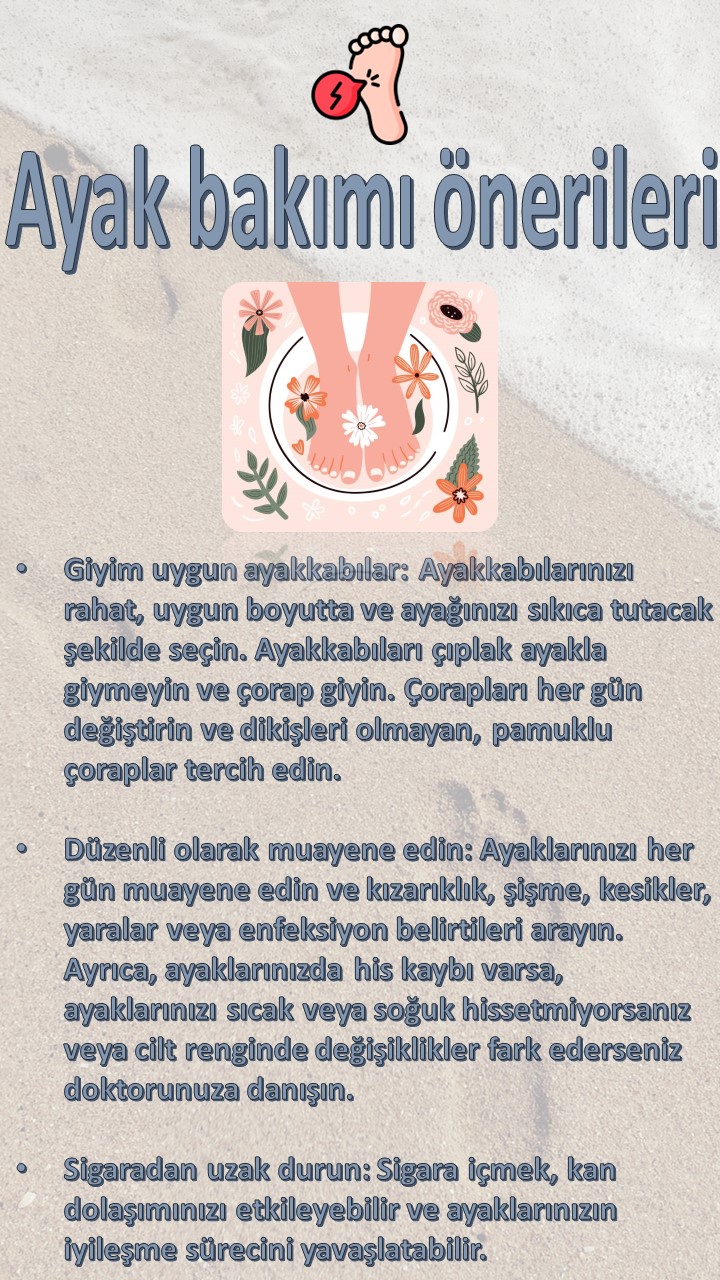 Ayak bakımı önerileri
• Giyim uygun ayakkabılar: Ayakkabılarınızı
rahat, uygun boyutta ve ayağınızı sıkıca tutacak
şekilde seçin. Ayakkabıları çıplak ayakla
giymeyin ve çorap giyin. Çorapları her gün
değiştirin ve dikişleri olmayan, pamuklu
çoraplar tercih edin.
• Düzenli olarak muayene edin: Ayaklarınızı her
gün muayene edin ve kızarıklık, şişme, kesikler,
yaralar veya enfeksiyon belirtileri arayın.
Ayrıca, ayaklarınızda his kaybı varsa,
ayaklarınızı sıcak veya soğuk hissetmiyorsanız
veya cilt renginde değişiklikler fark ederseniz
doktorunuza danışın.
• Sigaradan uzak durun: Sigara içmek, kan
dolaşımınızı etkileyebilir ve ayaklarınızın
iyileşme sürecini yavaşlatabilir.